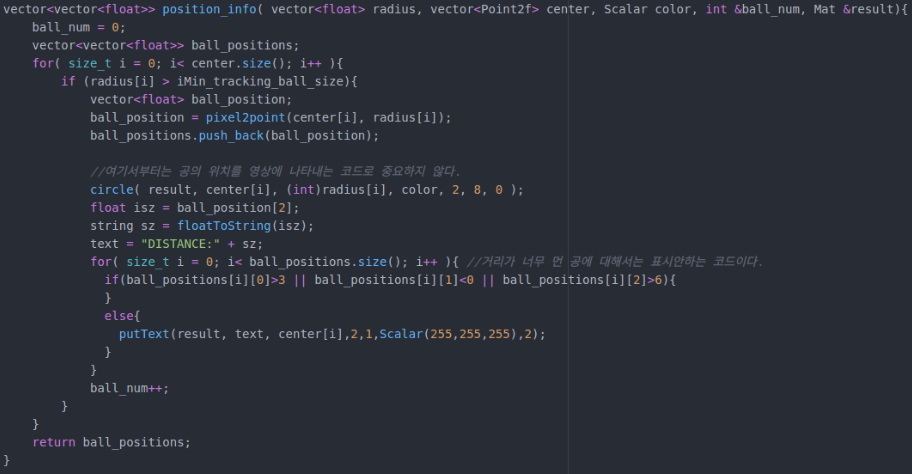 vector<vector<float>> position_info( vector<float> radius, vector<Point2f> center, Scalar color, int &ball_num, Mat &result){
    ball_num = 0;
    vector<vector<float>> ball_positions;
    for( size_t i = 0; i< center.size(); i++ ){
        if (radius[i] > iMin_tracking_ball_size){
            vector<float> ball_position;
            ball_position = pixel2point(center[i], radius[i]);
            ball_positions.push_back(ball_position);

            //여기서부터는 공의 위치를 영상에 나타내는 코드로 중요하지 않다.
            circle( result, center[i], (int)radius[i], color, 2, 8, 0 );
            float isz = ball_position[2];
            string sz = floatToString(isz);
            text = "DISTANCE:" + sz;
            for( size_t i = 0; i< ball_positions.size(); i++ ){ //거리가 너무 먼 공에 대해서는 표시안하는 코드이다.
              if(ball_positions[i][0]>3 || ball_positions[i][1]<0 || ball_positions[i][2]>6){
              }
              else{
                putText(result, text, center[i],2,1,Scalar(255,255,255),2);
              }
            }
            ball_num++;
        }
    }
    return ball_positions;
}